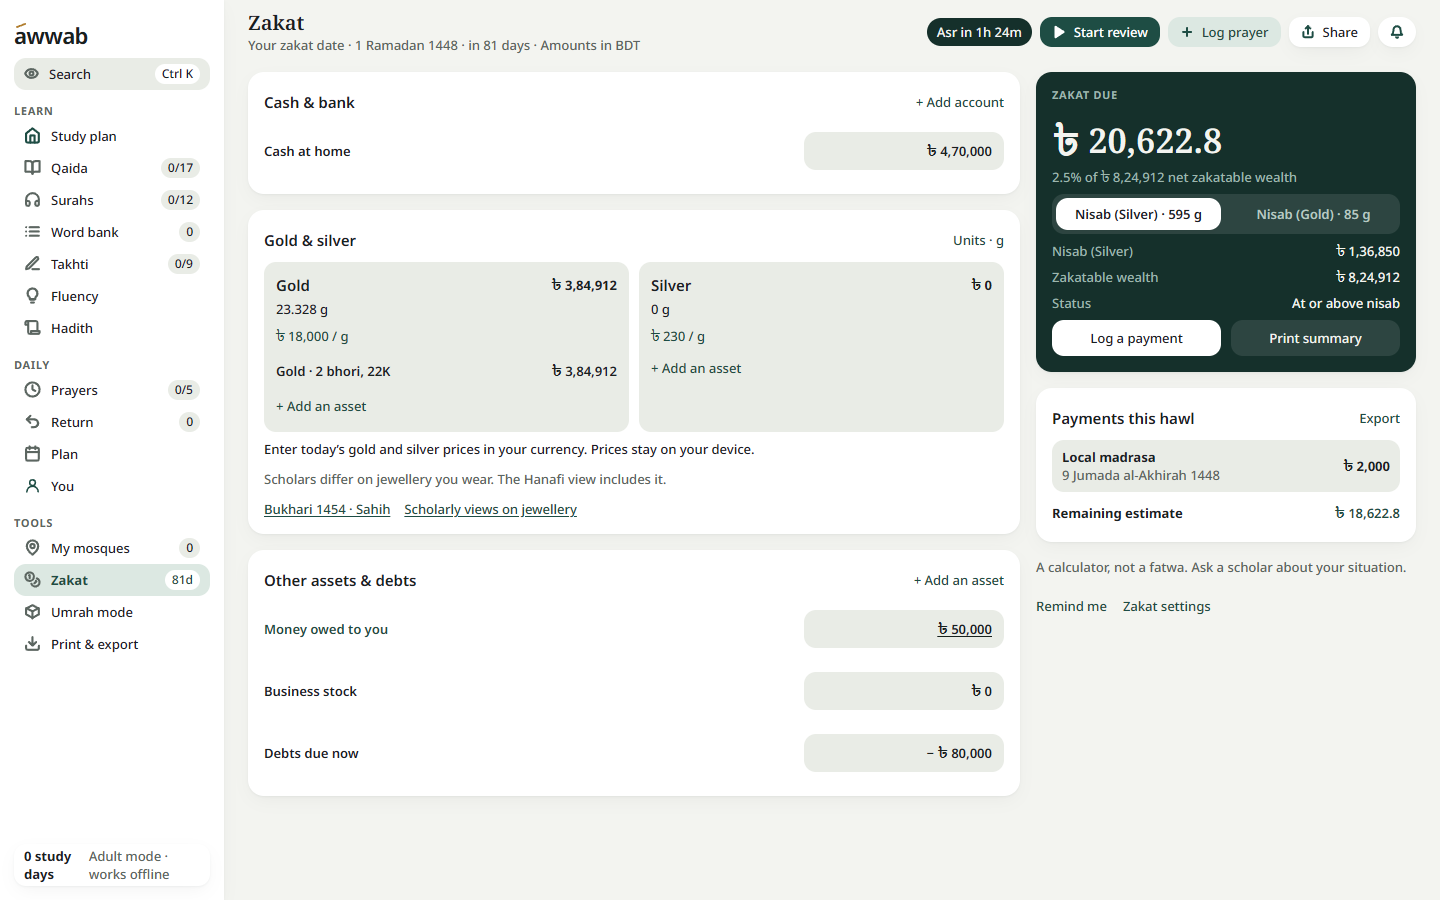 awwab
Search Ctrl K
LEARN
Study plan
Qaida 0/17
Surahs 0/12
Word bank 0
Takhti 0/9
Fluency
Hadith
DAILY
Prayers 0/5
Return 0
Plan
You
TOOLS
My mosques 0
Zakat 81d
Umrah mode
Print & export
0 study days
Adult mode · works offline
Zakat
Your zakat date · 1 Ramadan 1448 · in 81 days · Amounts in BDT
Asr in 1h 24m
Start review
+ Log prayer
Share
Cash & bank
+ Add account
Cash at home
৳ 4,70,000
Gold & silver
Units · g
Gold ৳ 3,84,912
23.328 g
৳ 18,000 / g
Gold · 2 bhori, 22K ৳ 3,84,912
+ Add an asset
Silver ৳ 0
0 g
৳ 230 / g
+ Add an asset
Enter today’s gold and silver prices in your currency. Prices stay on your device.
Scholars differ on jewellery you wear. The Hanafi view includes it.
Bukhari 1454 · Sahih Scholarly views on jewellery
Other assets & debts
+ Add an asset
Money owed to you ৳ 50,000
Business stock ৳ 0
Debts due now − ৳ 80,000
ZAKAT DUE
৳ 20,622.8
2.5% of ৳ 8,24,912 net zakatable wealth
Nisab (Silver) · 595 g
Nisab (Gold) · 85 g
Nisab (Silver) ৳ 1,36,850
Zakatable wealth ৳ 8,24,912
Status At or above nisab
Log a payment
Print summary
Payments this hawl
Export
Local madrasa
9 Jumada al-Akhirah 1448
৳ 2,000
Remaining estimate ৳ 18,622.8
A calculator, not a fatwa. Ask a scholar about your situation.
Remind me Zakat settings